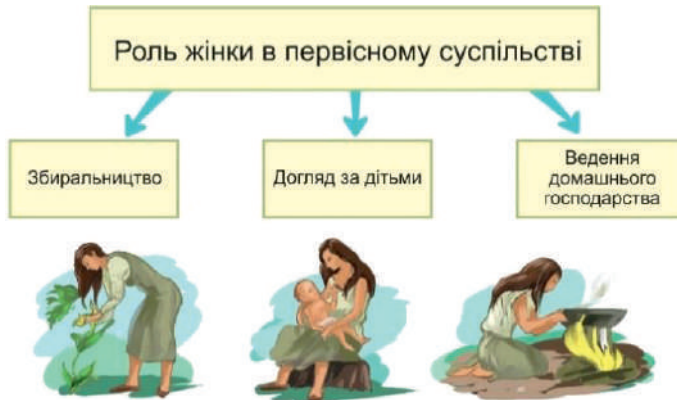 Роль жінки в первісному суспільстві
Збиральництво
Догляд за дітьми
Ведення
домашнього
господарства